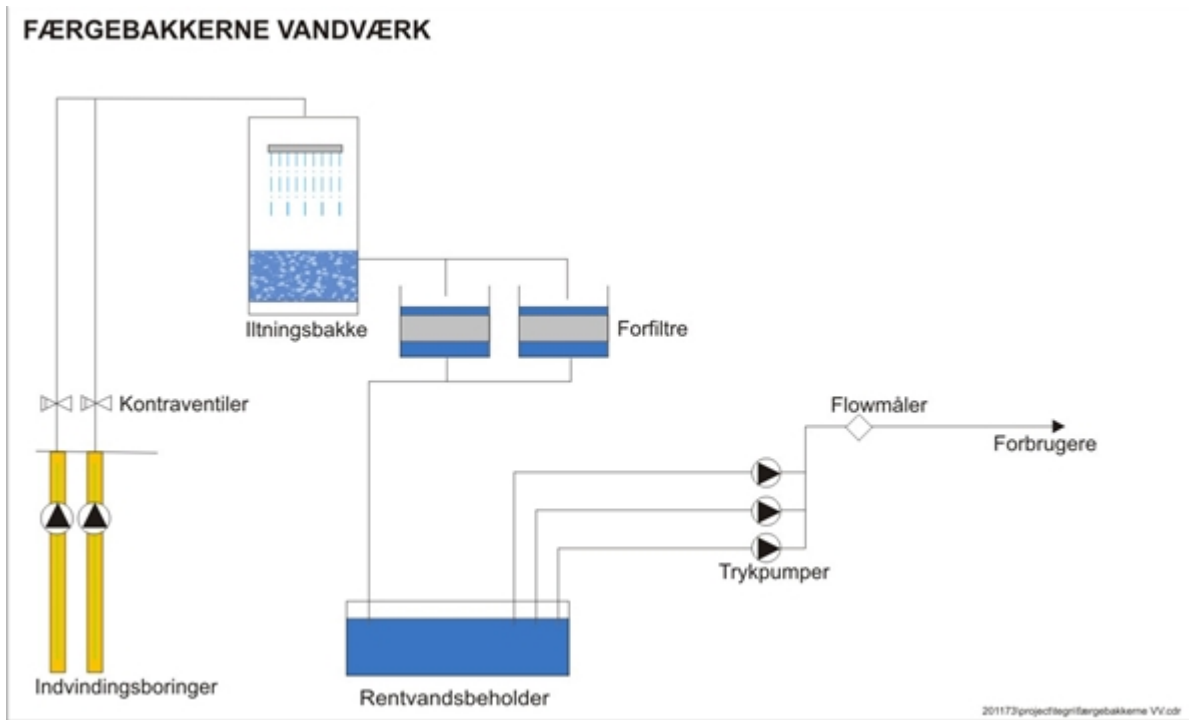 FÆRGEBAKKERNE VANDVÆRK
Iltningsbakke
Forfiltre
Kontraventiler
Flowmåler
Forbrugere
Trykpumper
Indvindingsboringer
Rentvandsbeholder